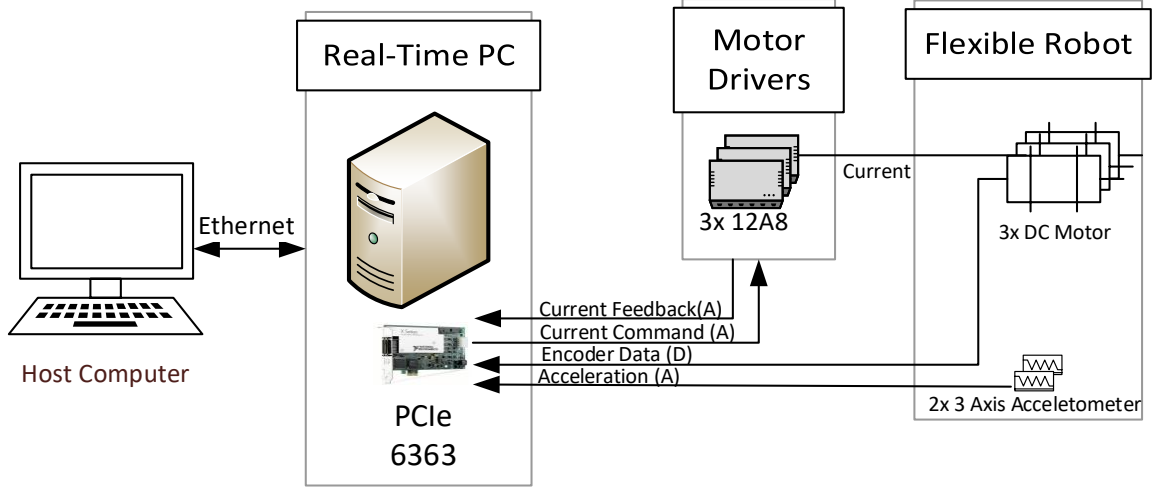 Real-Time PC
Motor
Drivers
Flexible Robot
Ethernet
3x 12A8
Current
3x DC Motor
Current Feedback(A)
Current Command (A)
Encoder Data (D)
Acceleration (A)
Host Computer
PCIe
6363
2x 3 Axis Acceletometer